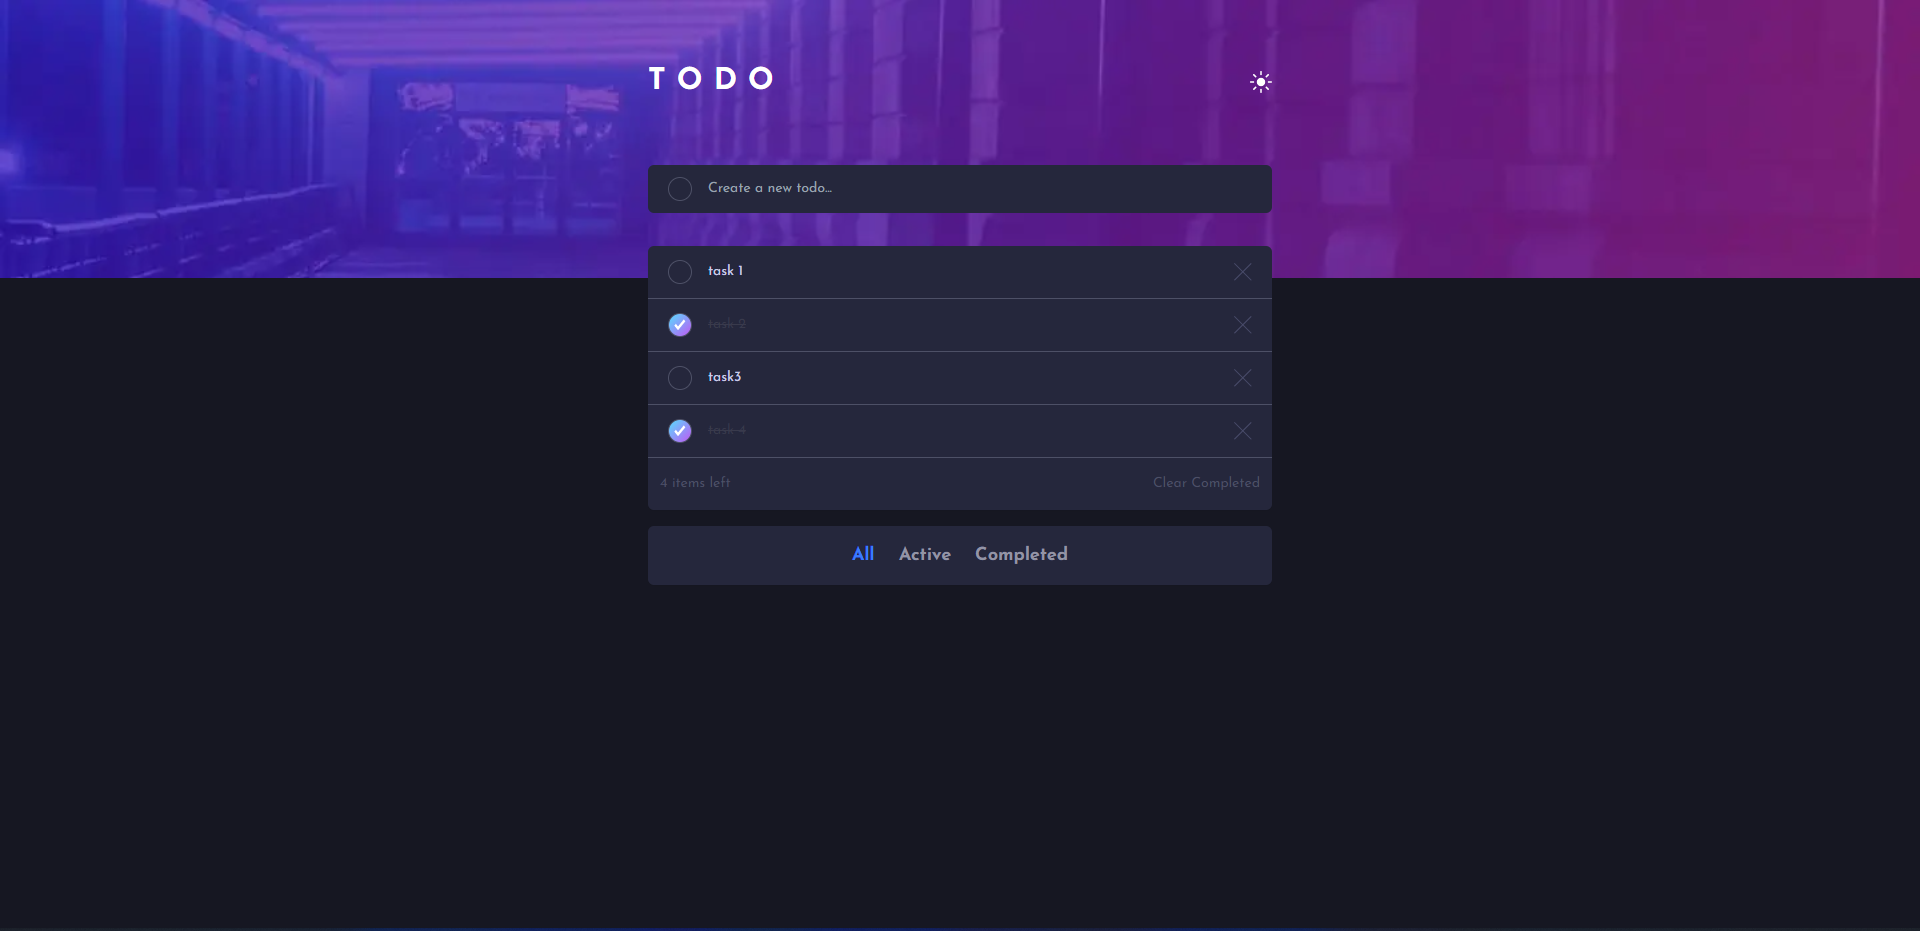 TODO
Create a new todo...
task 1
task 2
task3
task 4
4 items left Clear Completed
All Active Completed